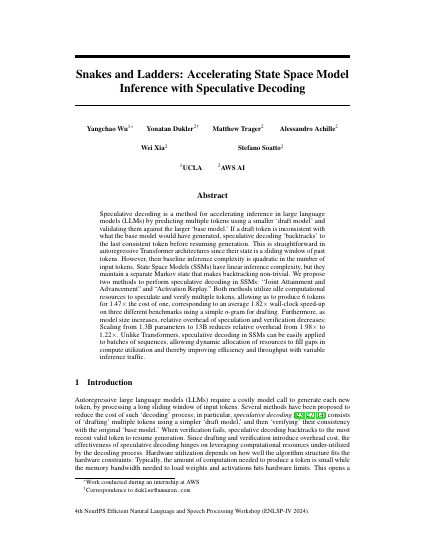 Snakes and Ladders: Accelerating State Space Model
Inference with Speculative Decoding
Yangchao Wu1* Yonatan Dukler2† Matthew Trager2 Alessandro Achille2
Wei Xia2 Stefano Soatto2
1UCLA 2AWS AI
Abstract
Speculative decoding is a method for accelerating inference in large language
models (LLMs) by predicting multiple tokens using a smaller ‘draft model’ and
validating them against the larger ‘base model.’ If a draft token is inconsistent with
what the base model would have generated, speculative decoding ‘backtracks’ to
the last consistent token before resuming generation. This is straightforward in
autoregressive Transformer architectures since their state is a sliding window of past
tokens. However, their baseline inference complexity is quadratic in the number of
input tokens. State Space Models (SSMs) have linear inference complexity, but they
maintain a separate Markov state that makes backtracking non-trivial. We propose
two methods to perform speculative decoding in SSMs: “Joint Attainment and
Advancement” and “Activation Replay.” Both methods utilize idle computational
resources to speculate and verify multiple tokens, allowing us to produce 6 tokens
for 1.47× the cost of one, corresponding to an average 1.82× wall-clock speed-up
on three different benchmarks using a simple n-gram for drafting. Furthermore, as
model size increases, relative overhead of speculation and verification decreases:
Scaling from 1.3B parameters to 13B reduces relative overhead from 1.98× to
1.22×. Unlike Transformers, speculative decoding in SSMs can be easily applied
to batches of sequences, allowing dynamic allocation of resources to fill gaps in
compute utilization and thereby improving efficiency and throughput with variable
inference traffic.
1 Introduction
Autoregressive large language models (LLMs) require a costly model call to generate each new
token, by processing a long sliding window of input tokens. Several methods have been proposed to
reduce the cost of such ‘decoding’ process; in particular, speculative decoding consists
of ‘drafting’ multiple tokens using a simpler ‘draft model’, and then ‘verifying’ their consistency
with the original ‘base model.’ When verification fails, speculative decoding backtracks to the most
recent valid token to resume generation. Since drafting and verification introduce overhead cost, the
effectiveness of speculative decoding hinges on leveraging computational resources under-utilized
by the decoding process. Hardware utilization depends on how well the algorithm structure fits the
hardware constraints: Typically, the amount of computation needed to produce a token is small while
the memory bandwidth needed to load weights and activations hits hardware limits. This opens a
*Work conducted during an internship at AWS
†Correspondence to dukler@amazon.com
4th NeurIPS Efficient Natural Language and Speech Processing Workshop (ENLSP-IV 2024).